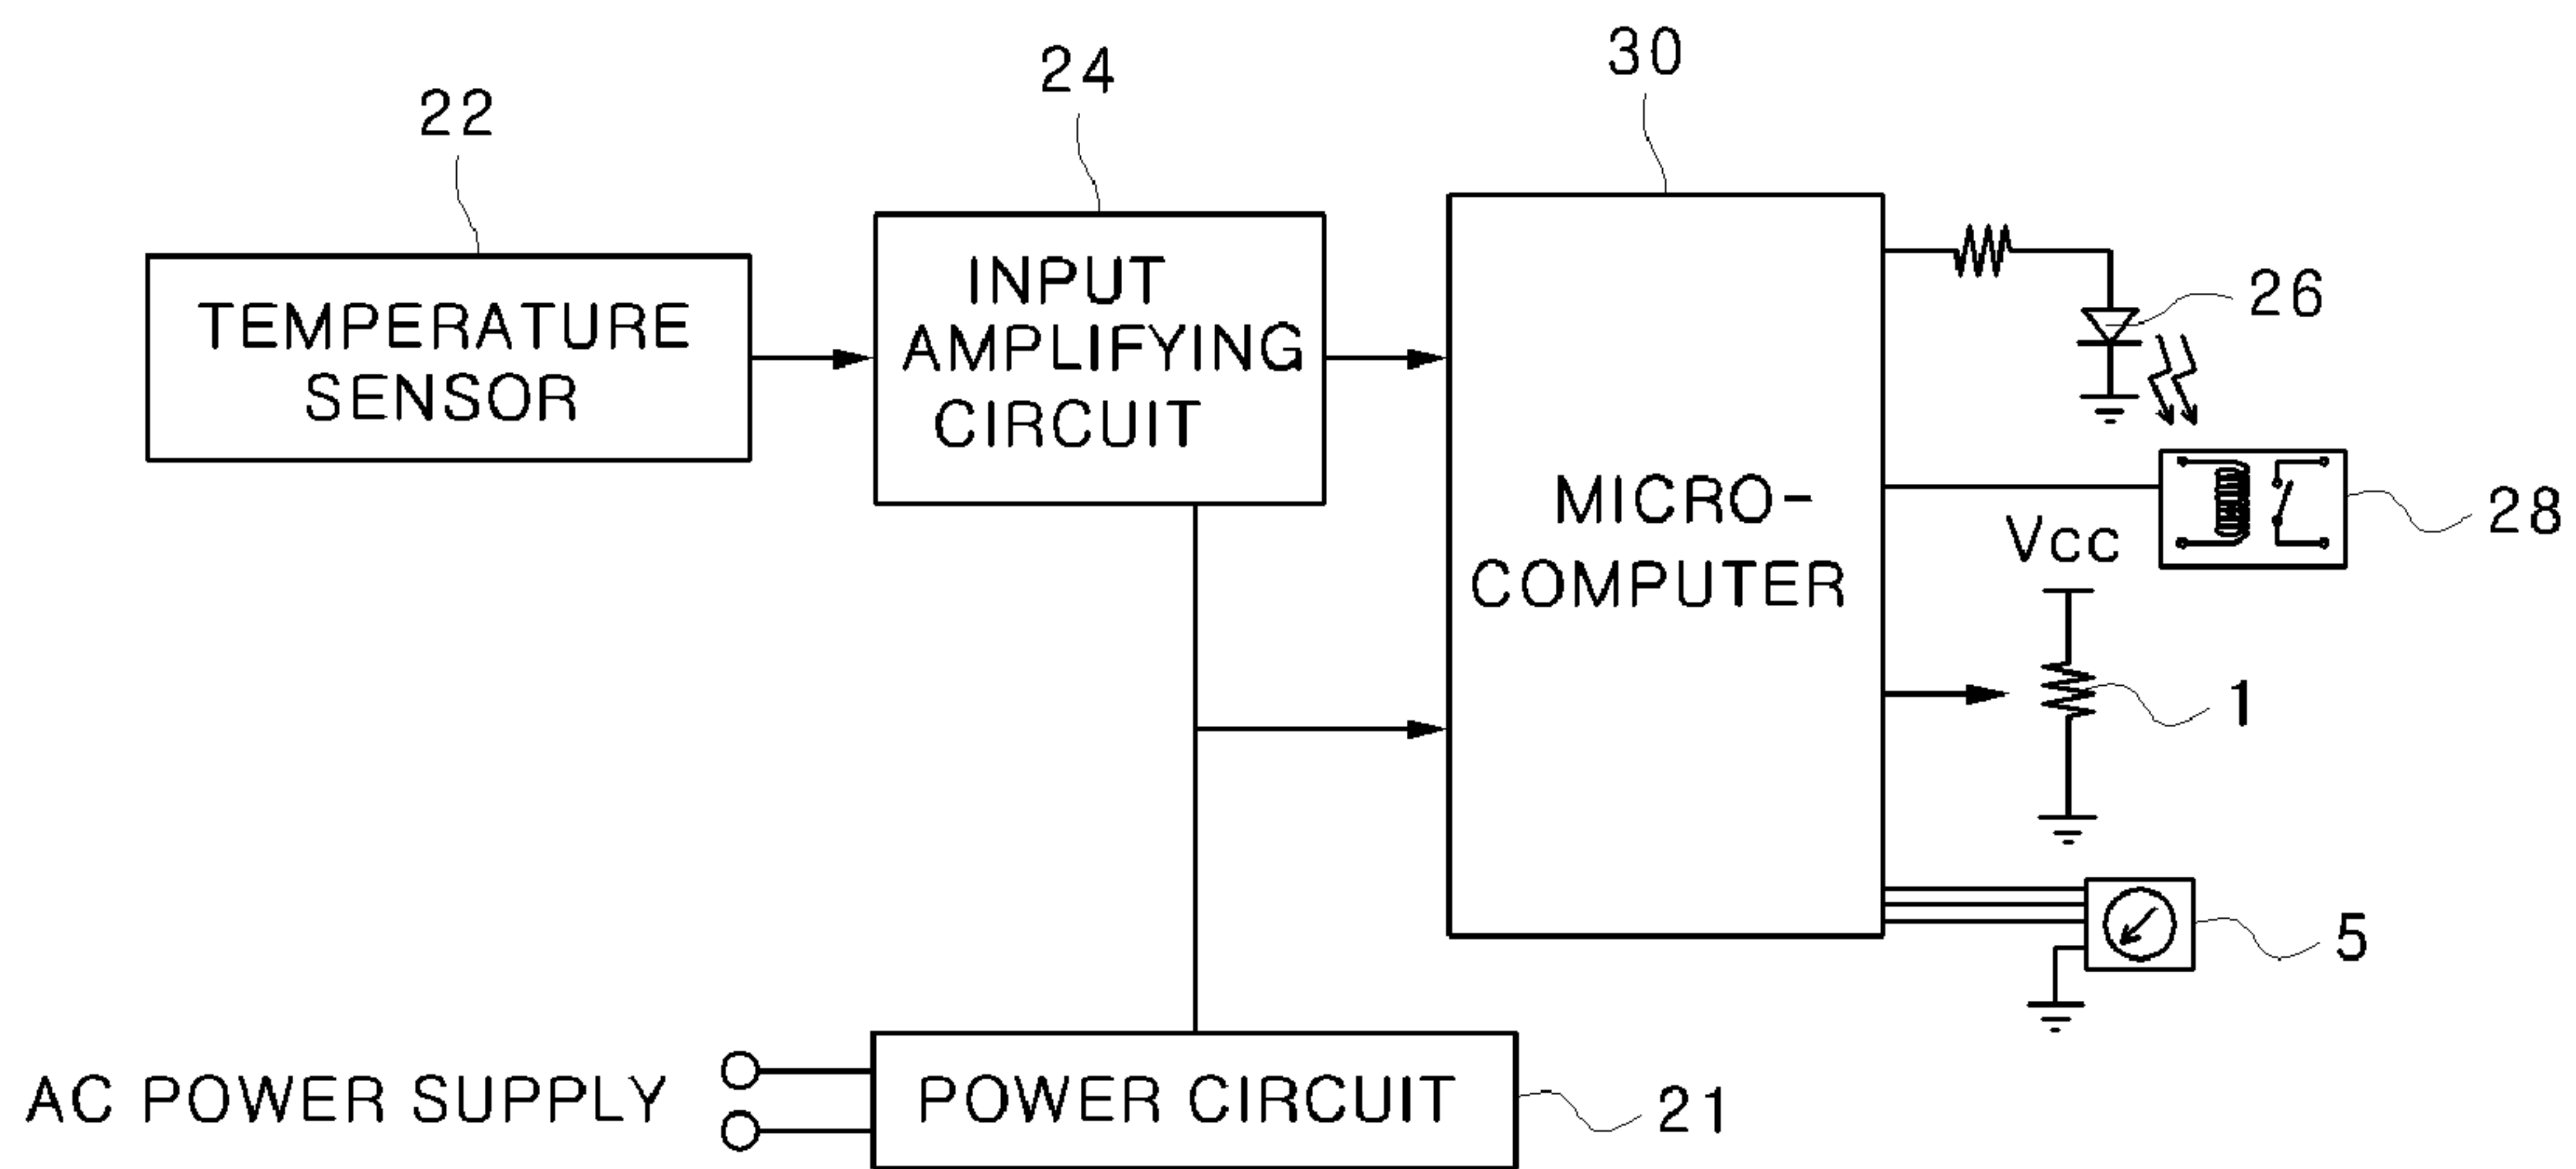 30
24
22
INPUT
AMPLIFYING
CIRCUIT
TEMPERATURE
SENSOR
26
MICRO-
COMPUTER
28
Vcc
1
5
AC POWER SUPPLY
POWER CIRCUIT
21